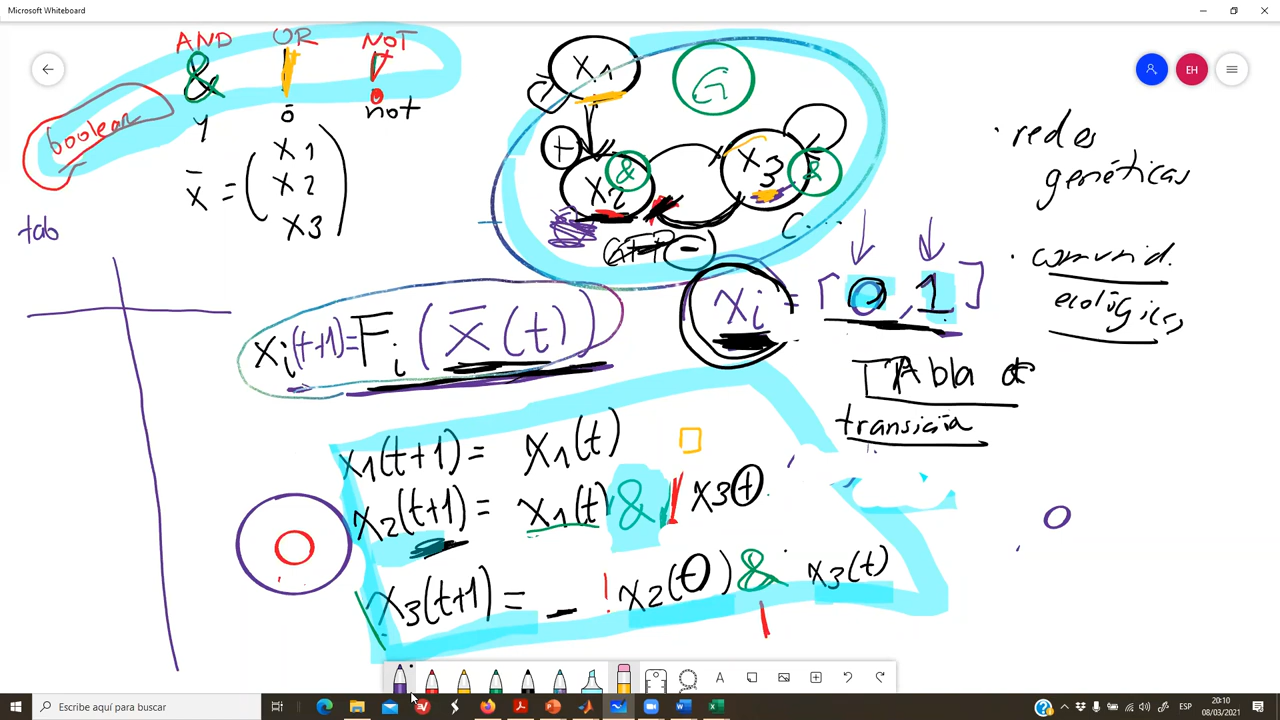 Microsoft Whiteboard
AND OR NOT
& | !
y ō not
boolean
x̄ = ( x1
x2
x3 )
tab
x1
G
+
x2 &
x3 &
-
C...
EH
· redes
genéticas
· comunid.
ecológicas
xi = [0, 1]
xi(t+1) = Fi (x̄(t))
TAbla de
transición
x1(t+1) = x1(t)
x2(t+1) = x1(t) & ! x3(t)
x3(t+1) = ! x2(t) & x3(t)
Escribe aquí para buscar
ESP
20:10
08/03/2021